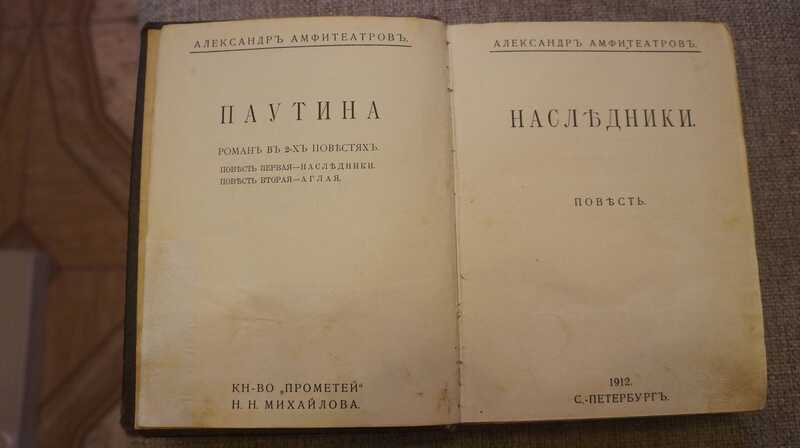 АЛЕКСАНДРЪ АМФИТЕАТРОВЪ.
ПАУТИНА
РОМАНЪ ВЪ 2-ХЪ ПОВѢСТЯХЪ.
ПОВѢСТЬ ПЕРВАЯ—НАСЛѢДНИКИ.
ПОВѢСТЬ ВТОРАЯ—АГЛАЯ.
КН-ВО „ПРОМЕТЕЙ“
Н. Н. МИХАЙЛОВА.
АЛЕКСАНДРЪ АМФИТЕАТРОВЪ.
НАСЛѢДНИКИ.
ПОВѢСТЬ.
1912.
С.-ПЕТЕРБУРГЪ.